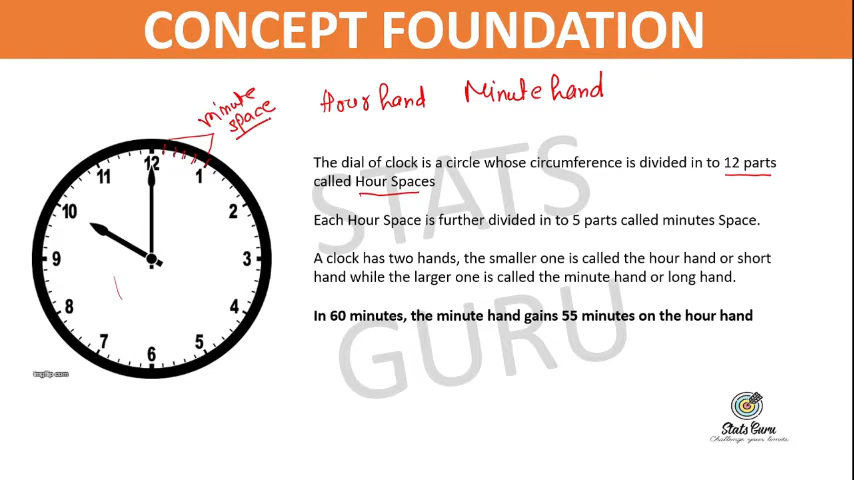 CONCEPT FOUNDATION
minute
space
Hour hand Minute hand
The dial of clock is a circle whose circumference is divided in to 12 parts
called Hour Spaces
Each Hour Space is further divided in to 5 parts called minutes Space.
A clock has two hands, the smaller one is called the hour hand or short
hand while the larger one is called the minute hand or long hand.
In 60 minutes, the minute hand gains 55 minutes on the hour hand
STATS
GURU
12
11
1
10
2
9
3
8
4
7
5
6
imgflip.com
Stats Guru
Challenge your limits.